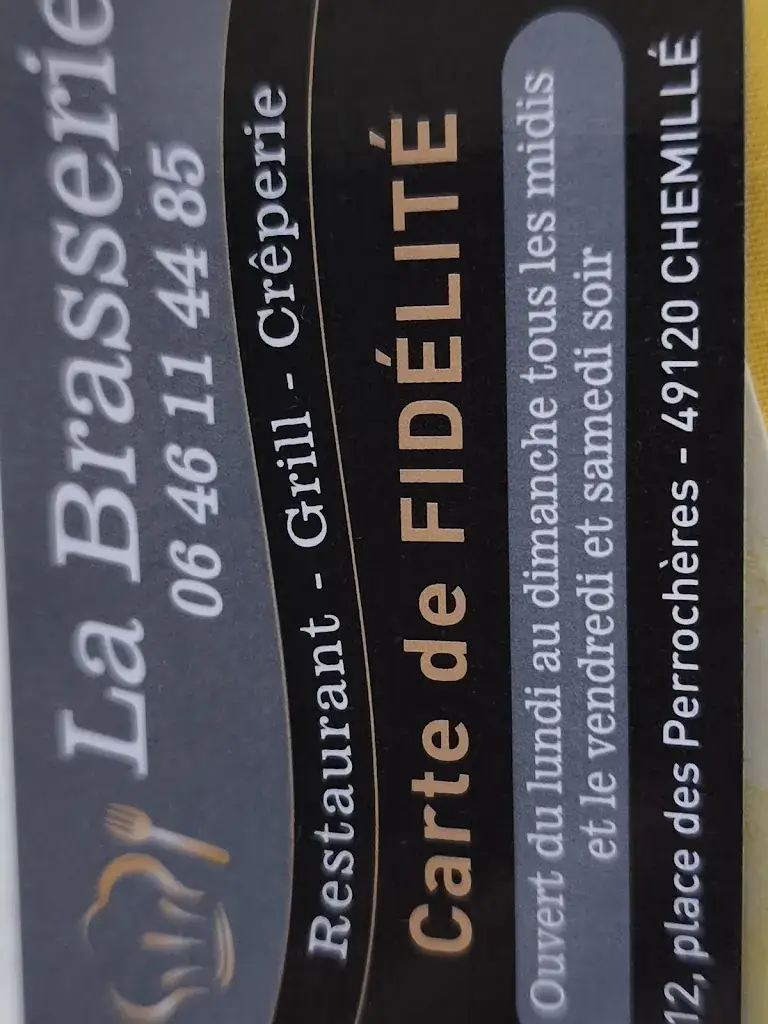 La Brasserie
06 46 11 44 85
Restaurant - Grill - Crêperie
Carte de FIDÉLITÉ
Ouvert du lundi au dimanche tous les midis
et le vendredi et samedi soir
12, place des Perrochères - 49120 CHEMILLÉ